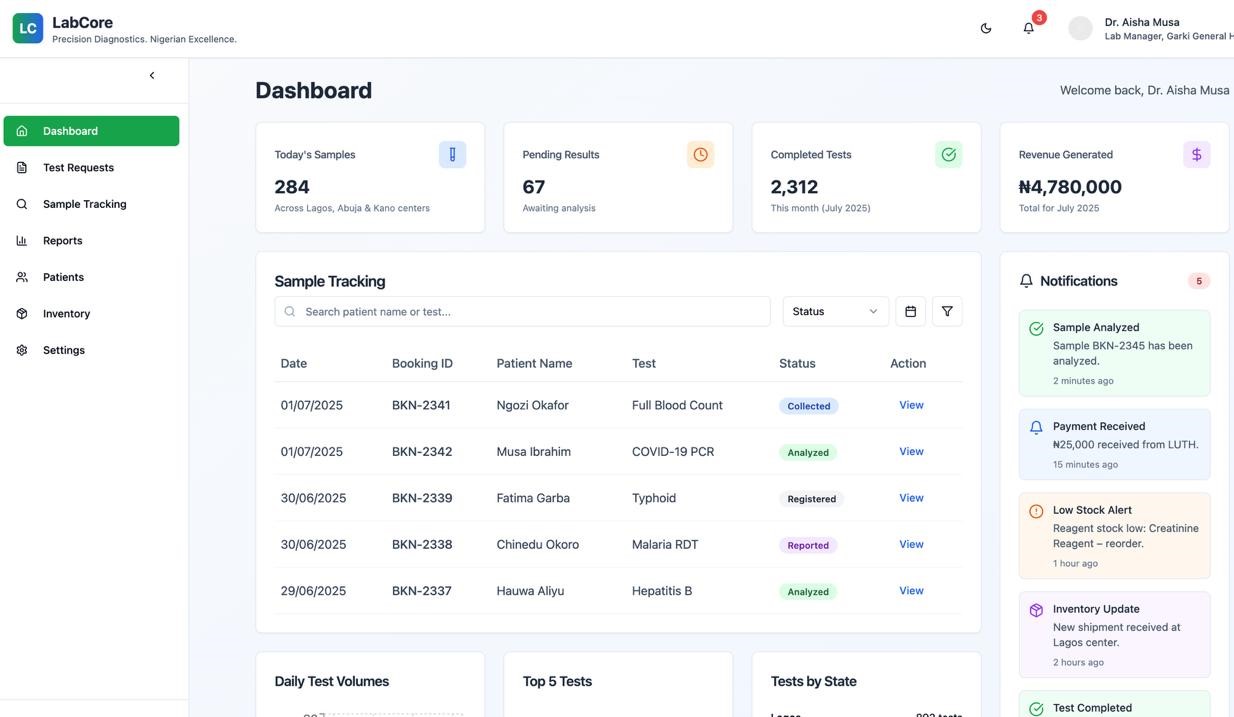 LC
LabCore
Precision Diagnostics. Nigerian Excellence.
3
Dr. Aisha Musa
Lab Manager, Garki General H
Dashboard
Test Requests
Sample Tracking
Reports
Patients
Inventory
Settings
Dashboard
Welcome back, Dr. Aisha Musa
Today's Samples
284
Across Lagos, Abuja & Kano centers
Pending Results
67
Awaiting analysis
Completed Tests
2,312
This month (July 2025)
Revenue Generated
₦4,780,000
Total for July 2025
Sample Tracking
Search patient name or test...
Status
Date Booking ID Patient Name Test Status Action
01/07/2025 BKN-2341 Ngozi Okafor Full Blood Count Collected View
01/07/2025 BKN-2342 Musa Ibrahim COVID-19 PCR Analyzed View
30/06/2025 BKN-2339 Fatima Garba Typhoid Registered View
30/06/2025 BKN-2338 Chinedu Okoro Malaria RDT Reported View
29/06/2025 BKN-2337 Hauwa Aliyu Hepatitis B Analyzed View
Notifications
5
Sample Analyzed
Sample BKN-2345 has been
analyzed.
2 minutes ago
Payment Received
₦25,000 received from LUTH.
15 minutes ago
Low Stock Alert
Reagent stock low: Creatinine
Reagent – reorder.
1 hour ago
Inventory Update
New shipment received at
Lagos center.
2 hours ago
Test Completed
Daily Test Volumes
Top 5 Tests
Tests by State